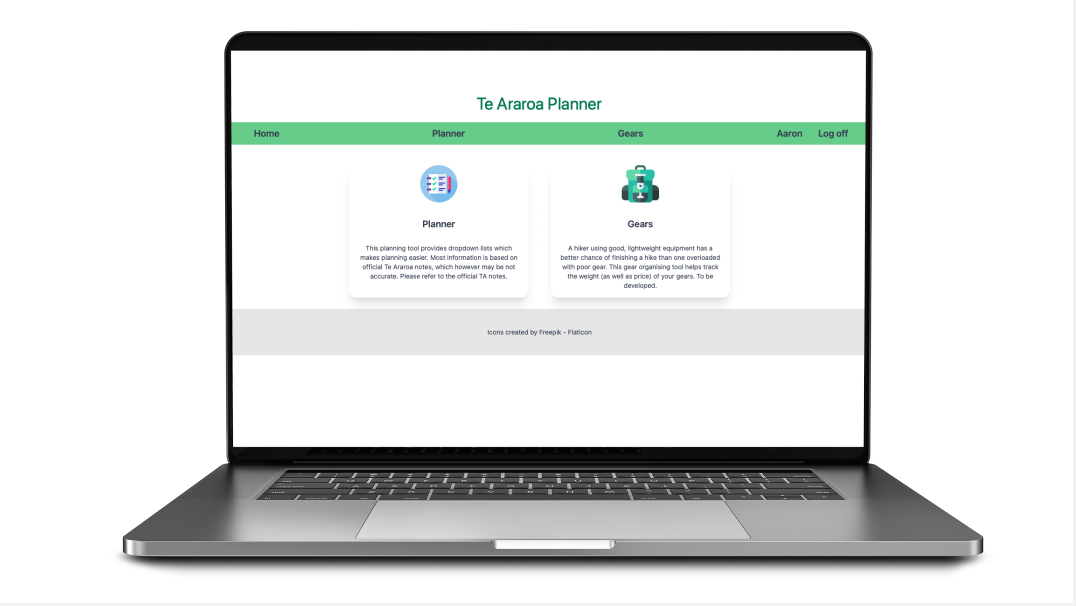 Te Araroa Planner
Home Planner Gears Aaron Log off
Planner
This planning tool provides dropdown lists which
makes planning easier. Most information is based on
official Te Araroa notes, which however may be not
accurate. Please refer to the official TA notes.
Gears
A hiker using good, lightweight equipment has a
better chance of finishing a hike than one overloaded
with poor gear. This gear organising tool helps track
the weight (as well as price) of your gears. To be
developed.
Icons created by Freepik - Flaticon